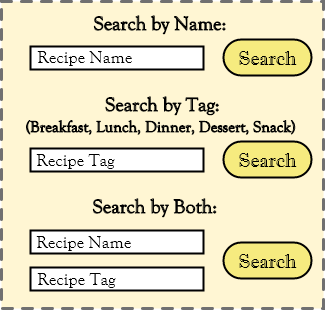 Search by Name:
Recipe Name Search
Search by Tag:
(Breakfast, Lunch, Dinner, Dessert, Snack)
Recipe Tag Search
Search by Both:
Recipe Name
Search
Recipe Tag